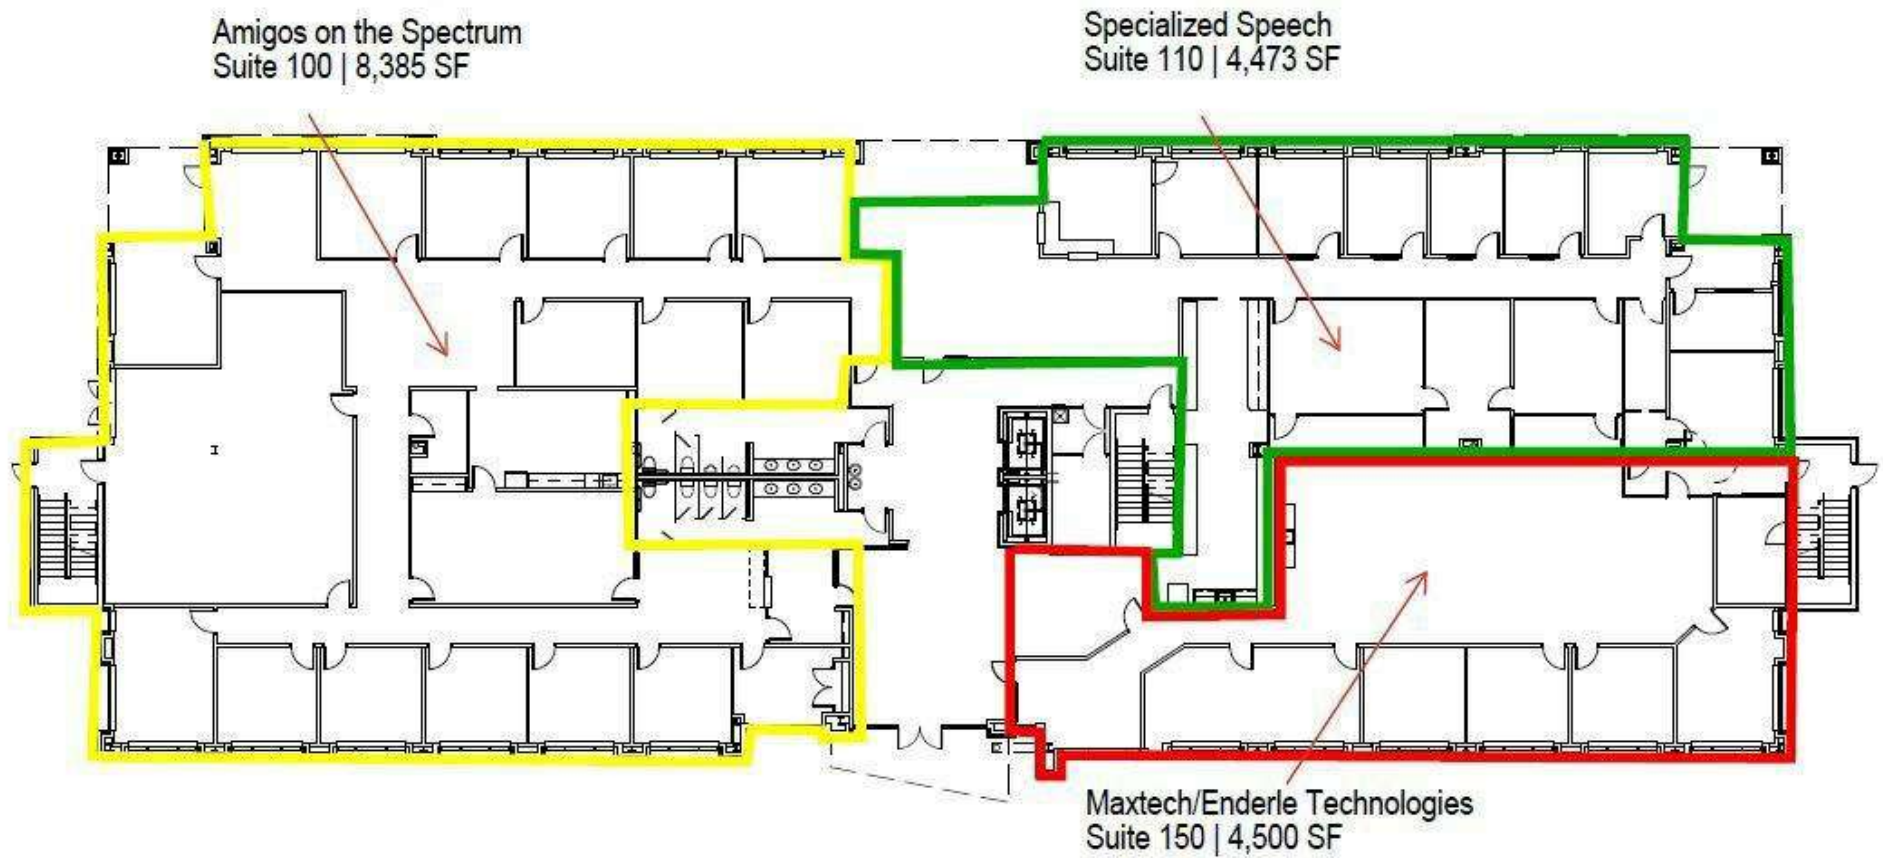 Amigos on the Spectrum
Suite 100 | 8,385 SF
Specialized Speech
Suite 110 | 4,473 SF
Maxtech/Enderle Technologies
Suite 150 | 4,500 SF